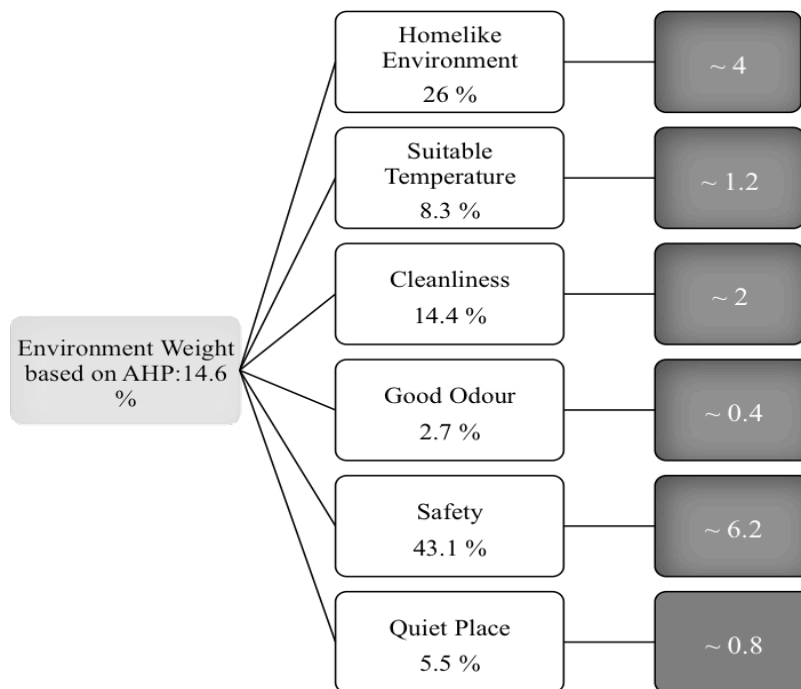 Homelike
Environment
26 %
~ 4
Suitable
Temperature
8.3 %
~ 1.2
Cleanliness
14.4 %
~ 2
Environment Weight
based on AHP:14.6
%
Good Odour
2.7 %
~ 0.4
Safety
43.1 %
~ 6.2
Quiet Place
5.5 %
~ 0.8